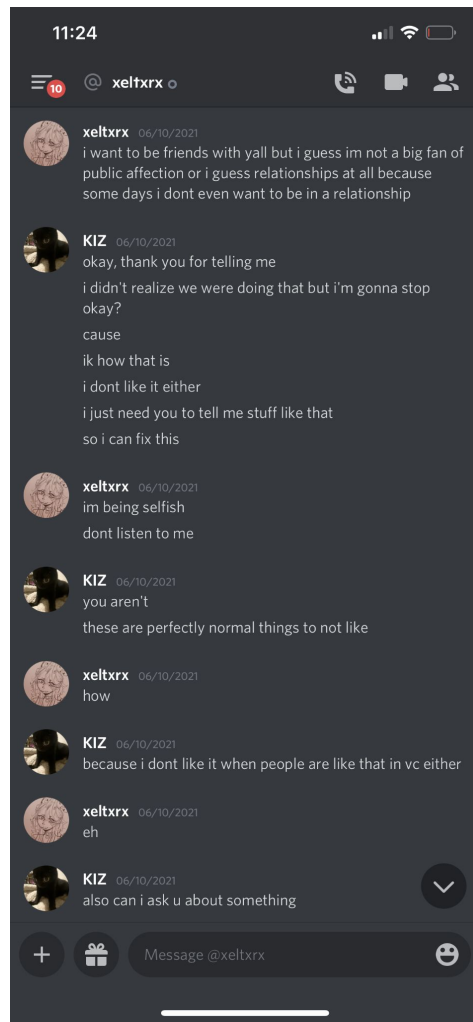 11:24
10
@ xeltxrx
xeltxrx 06/10/2021
i want to be friends with yall but i guess im not a big fan of
public affection or i guess relationships at all because
some days i dont even want to be in a relationship
KIZ 06/10/2021
okay, thank you for telling me
i didn't realize we were doing that but i'm gonna stop
okay?
cause
ik how that is
i dont like it either
i just need you to tell me stuff like that
so i can fix this
xeltxrx 06/10/2021
im being selfish
dont listen to me
KIZ 06/10/2021
you aren't
these are perfectly normal things to not like
xeltxrx 06/10/2021
how
KIZ 06/10/2021
because i dont like it when people are like that in vc either
xeltxrx 06/10/2021
eh
KIZ 06/10/2021
also can i ask u about something
Message @xeltxrx